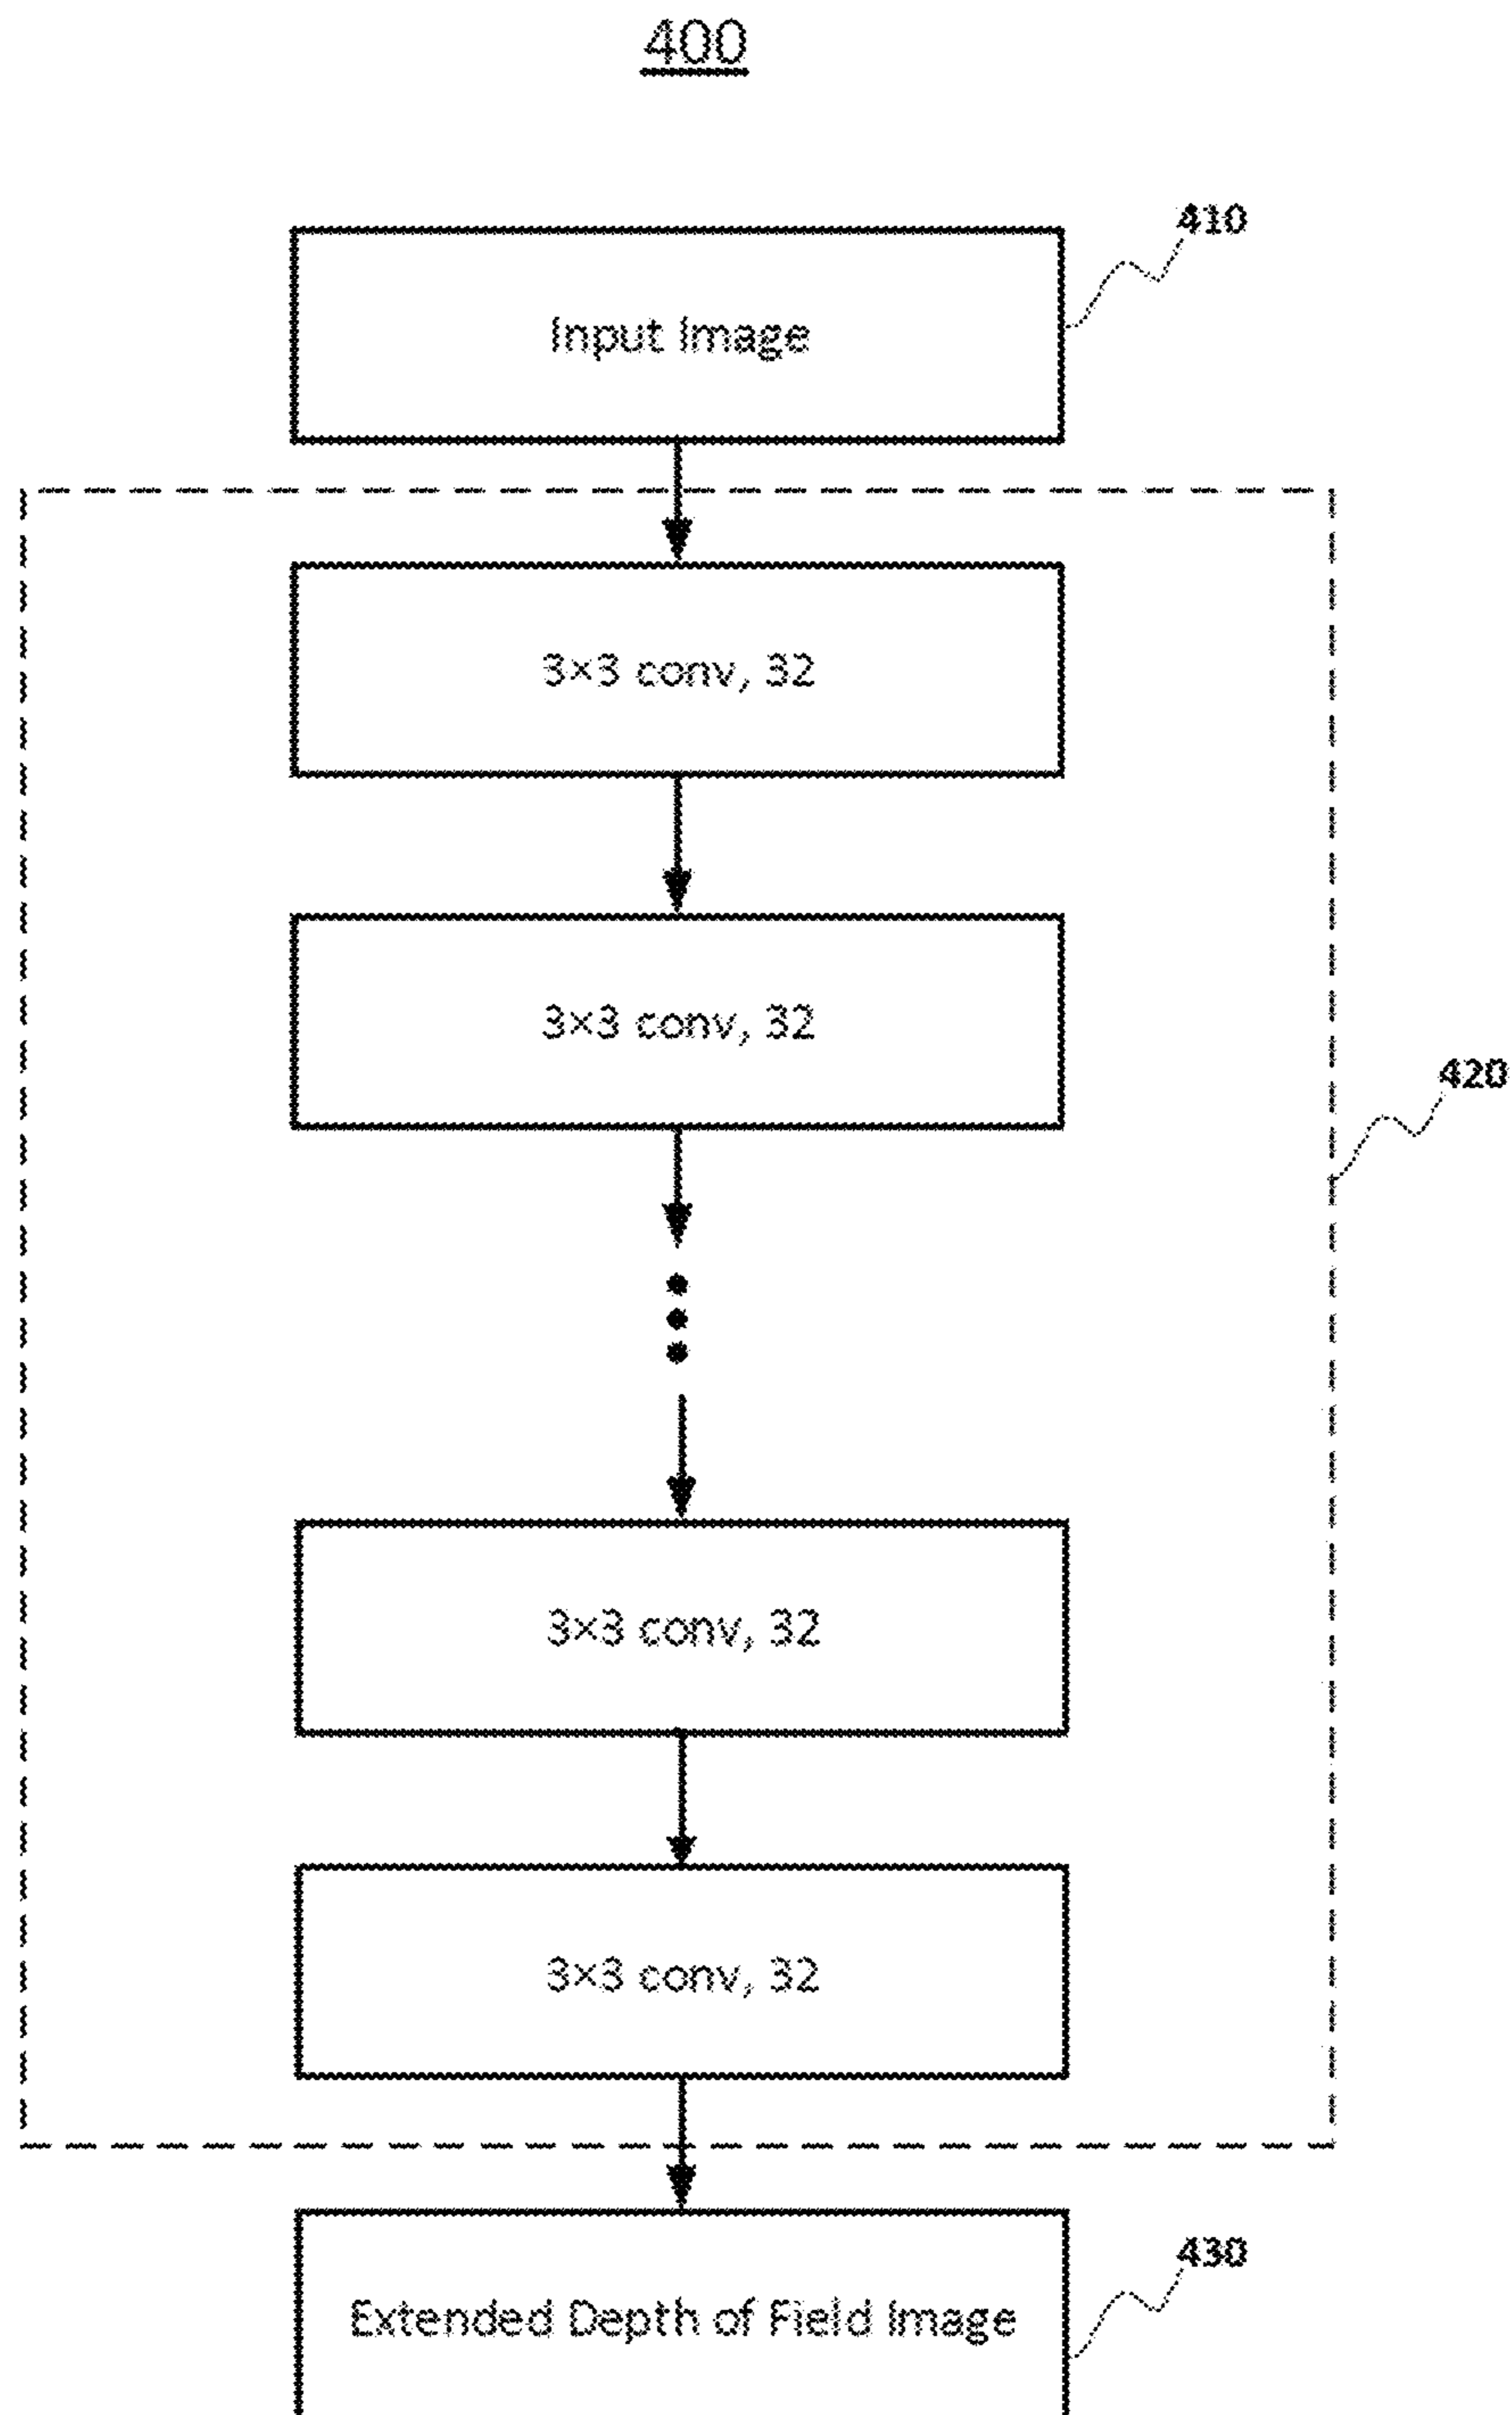 400
410
Input Image
3×3 conv, 32
3×3 conv, 32
420
3×3 conv, 32
3×3 conv, 32
430
Extended Depth of Field Image